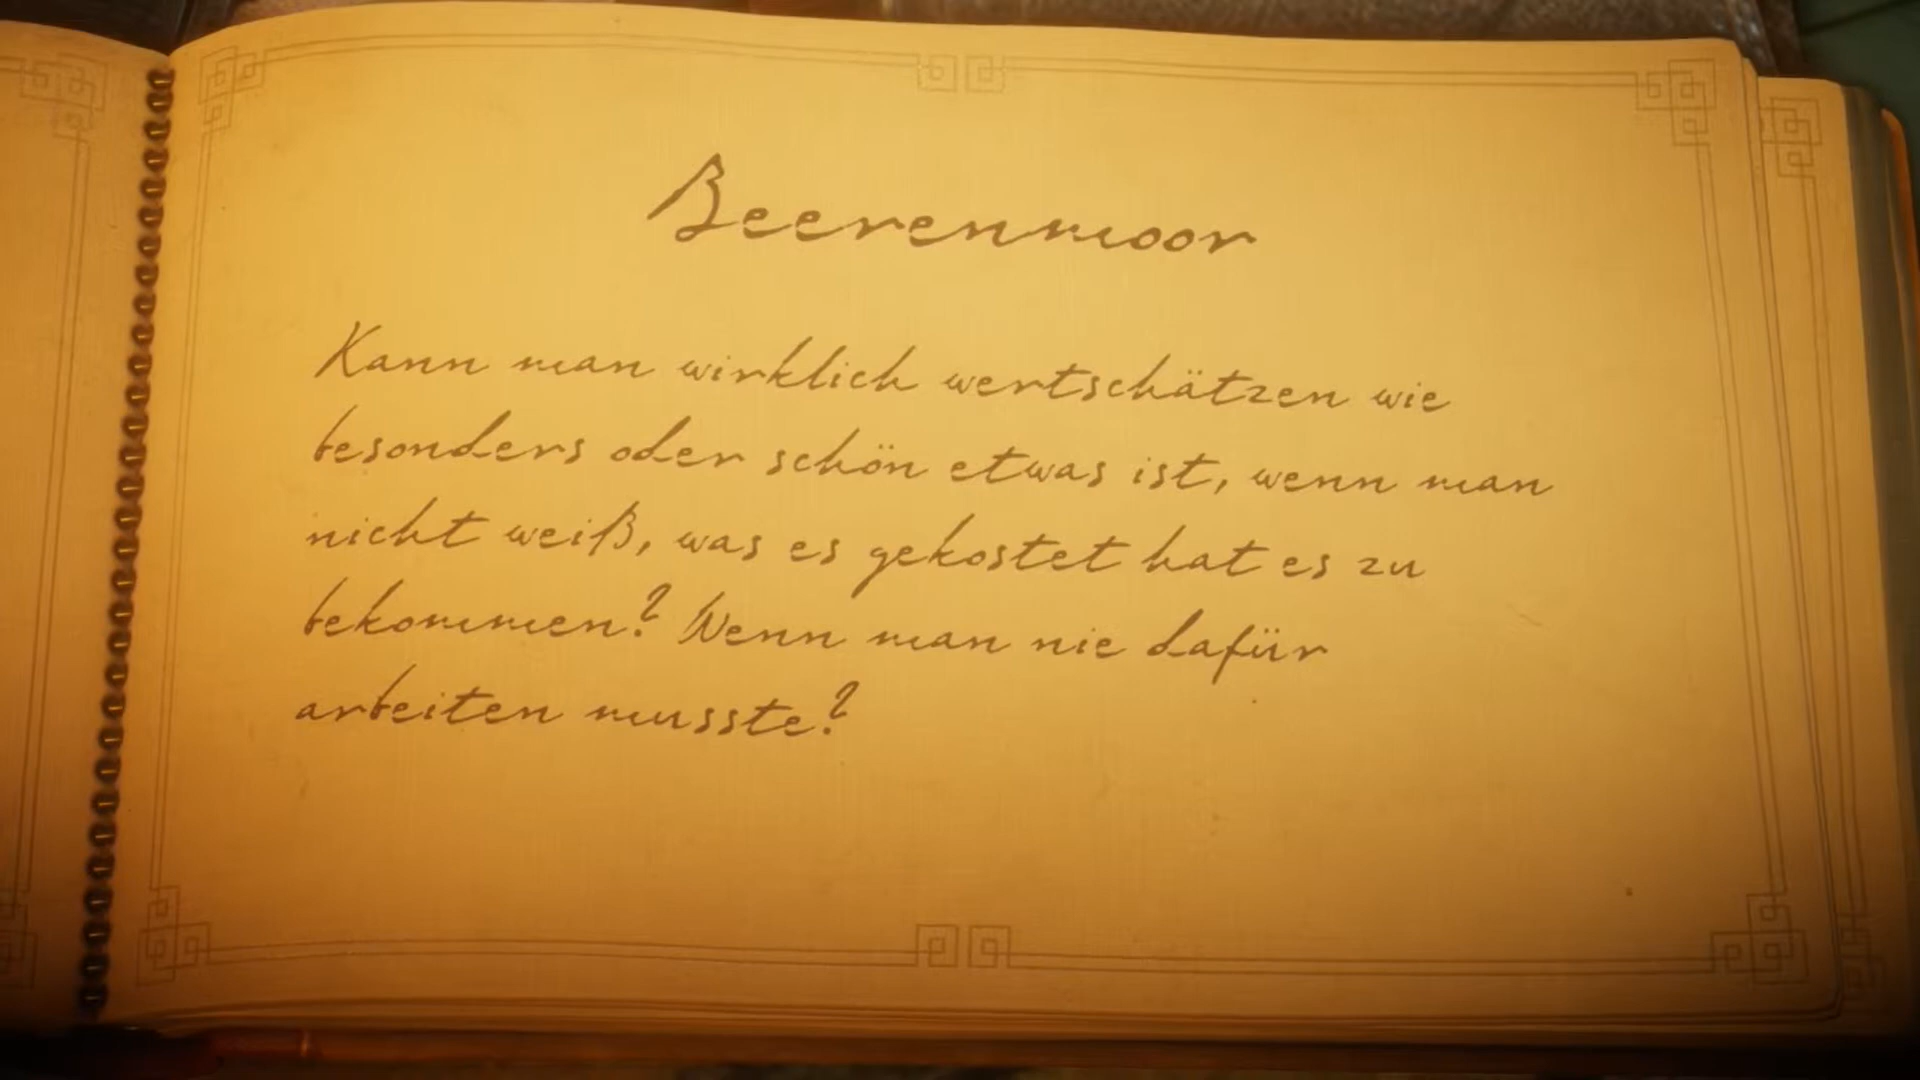 Beerenmoor
Kann man wirklich wertschätzen wie
besonders oder schön etwas ist, wenn man
nicht weiß, was es gekostet hat es zu
bekommen? Wenn man nie dafür
arbeiten musste?